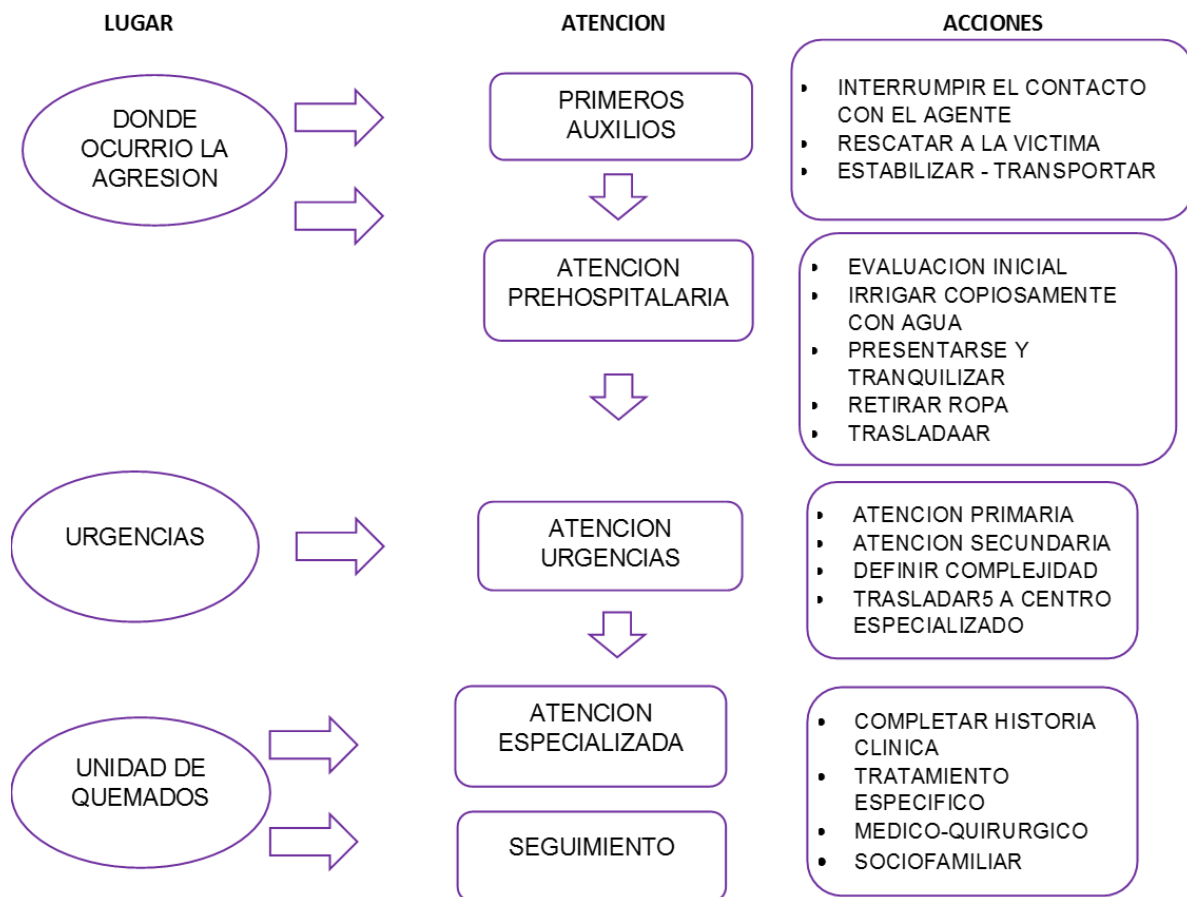 LUGAR
ATENCION
ACCIONES
DONDE
OCURRIO LA
AGRESION
PRIMEROS
AUXILIOS
INTERRUMPIR EL CONTACTO
CON EL AGENTE
RESCATAR A LA VICTIMA
ESTABILIZAR - TRANSPORTAR
ATENCION
PREHOSPITALARIA
EVALUACION INICIAL
IRRIGAR COPIOSAMENTE
CON AGUA
PRESENTARSE Y
TRANQUILIZAR
RETIRAR ROPA
TRASLADAAR
URGENCIAS
ATENCION
URGENCIAS
ATENCION PRIMARIA
ATENCION SECUNDARIA
DEFINIR COMPLEJIDAD
TRASLADAR5 A CENTRO
ESPECIALIZADO
UNIDAD DE
QUEMADOS
ATENCION
ESPECIALIZADA
SEGUIMIENTO
COMPLETAR HISTORIA
CLINICA
TRATAMIENTO
ESPECIFICO
MEDICO-QUIRURGICO
SOCIOFAMILIAR